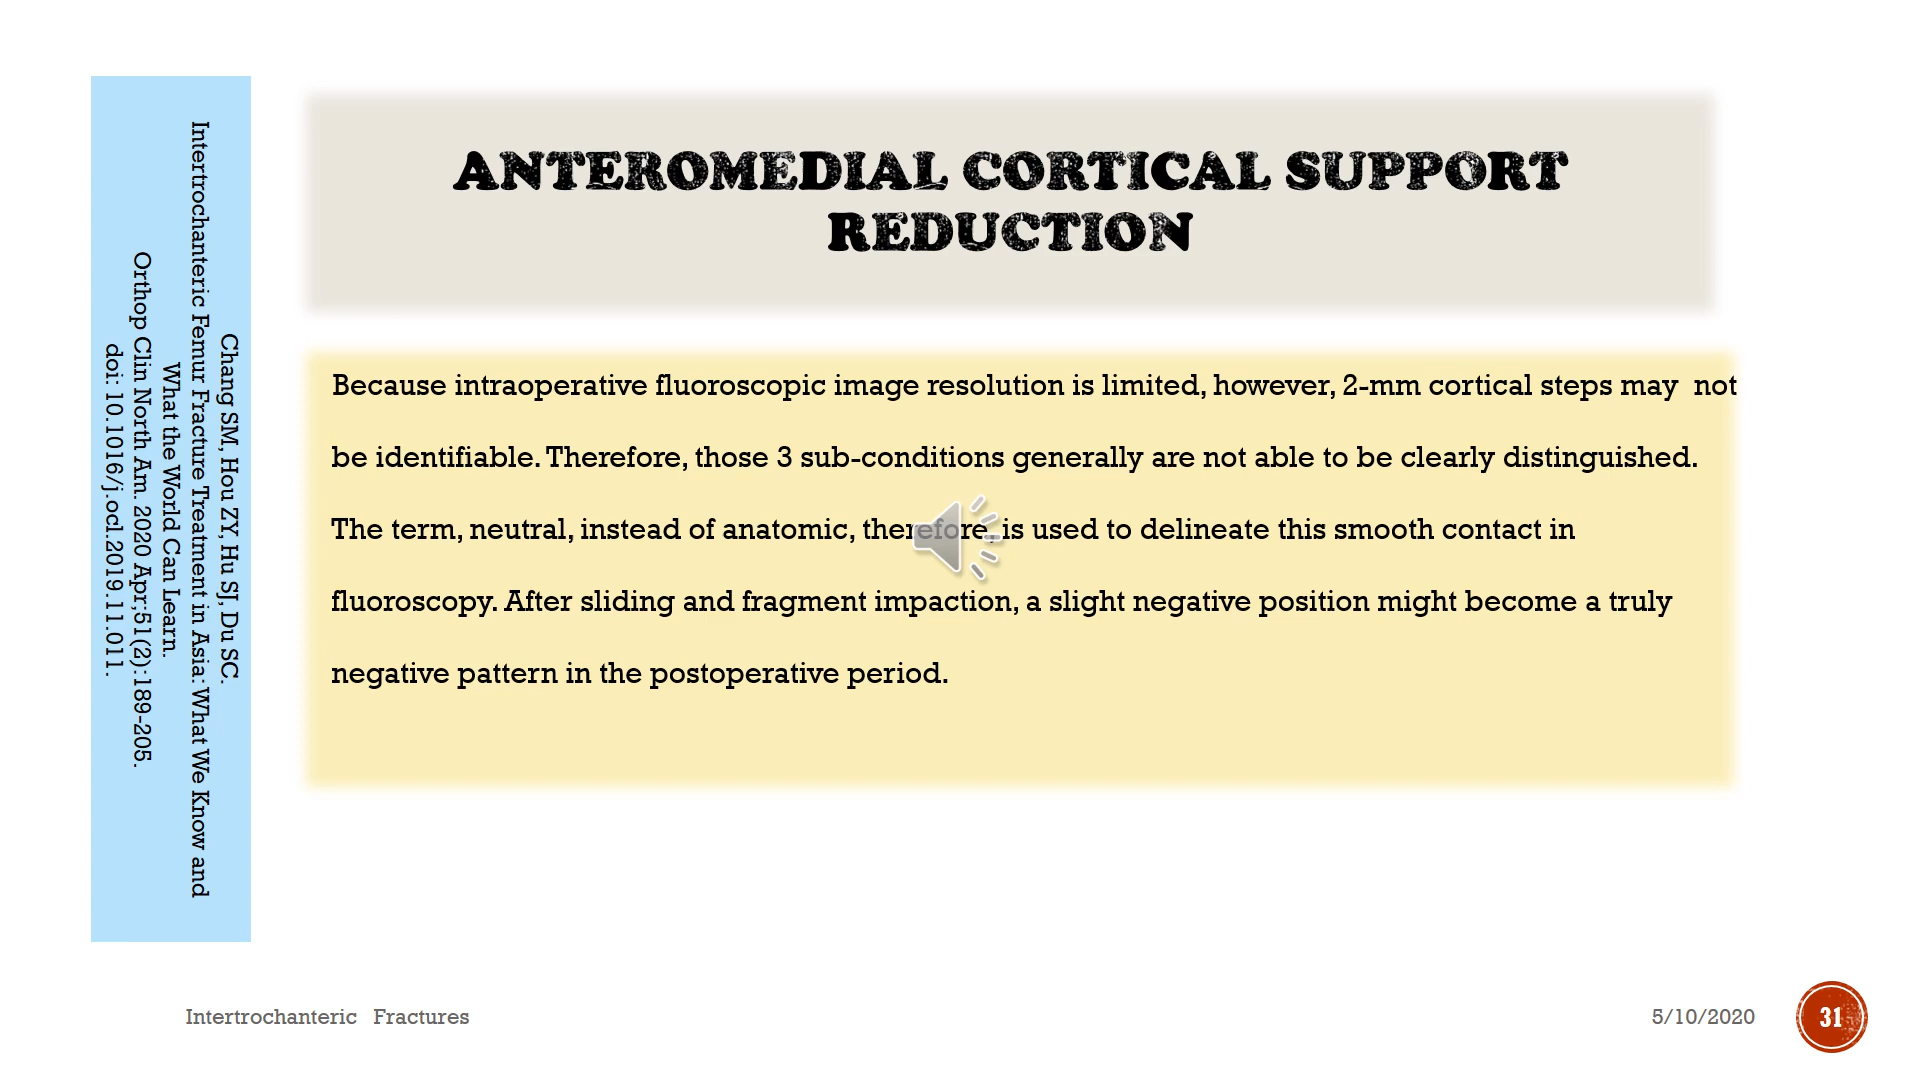 Chang SM, Hou ZY, Hu SJ, Du SC.
Intertrochanteric Femur Fracture Treatment in Asia: What We Know and
What the World Can Learn.
Orthop Clin North Am. 2020 Apr;51(2):189-205.
doi: 10.1016/j.ocl.2019.11.011.
ANTEROMEDIAL CORTICAL SUPPORT
REDUCTION
Because intraoperative fluoroscopic image resolution is limited, however, 2-mm cortical steps may not
be identifiable. Therefore, those 3 sub-conditions generally are not able to be clearly distinguished.
The term, neutral, instead of anatomic, therefore, is used to delineate this smooth contact in
fluoroscopy. After sliding and fragment impaction, a slight negative position might become a truly
negative pattern in the postoperative period.
Intertrochanteric Fractures
5/10/2020
31